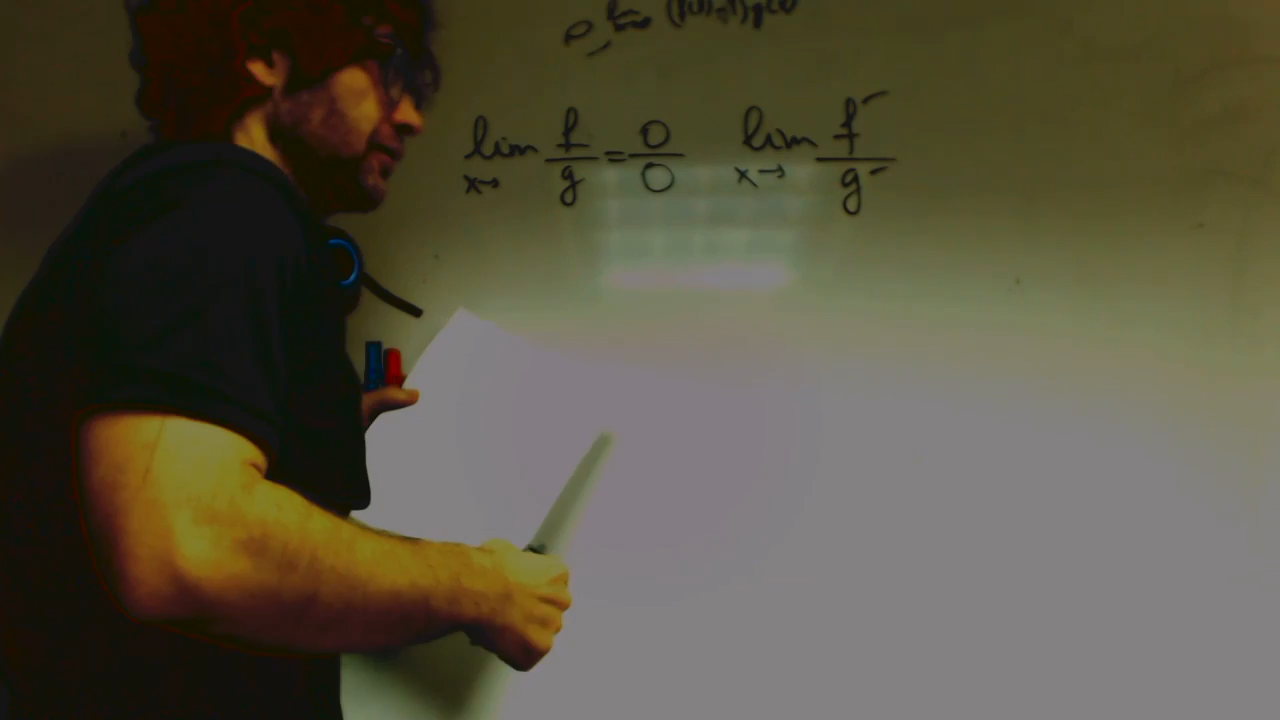 lim f/g = 0/0 lim f'/g'
x→ x→